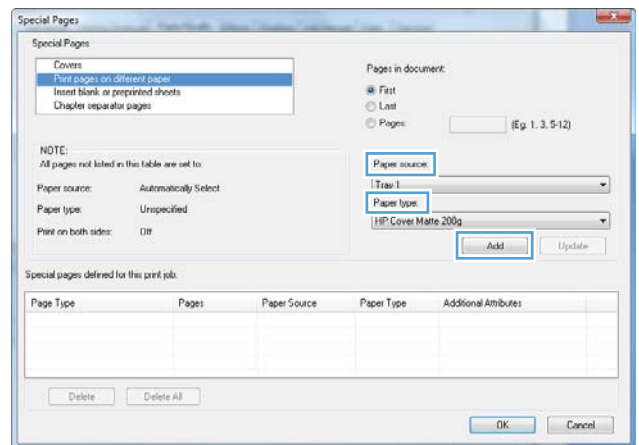 Special Pages
Special Pages
Covers
Print pages on different paper
Insert blank or preprinted sheets
Chapter separator pages
Pages in document:
First
Last
Pages: (Eg. 1, 3, 5-12)
NOTE:
All pages not listed in this table are set to:
Paper source: Automatically Select
Paper type: Unspecified
Print on both sides: Off
Paper source:
Tray 1
Paper type:
HP Cover Matte 200g
Add Update
Special pages defined for this print job:
Page Type Pages Paper Source Paper Type Additional Attributes
Delete Delete All
OK Cancel